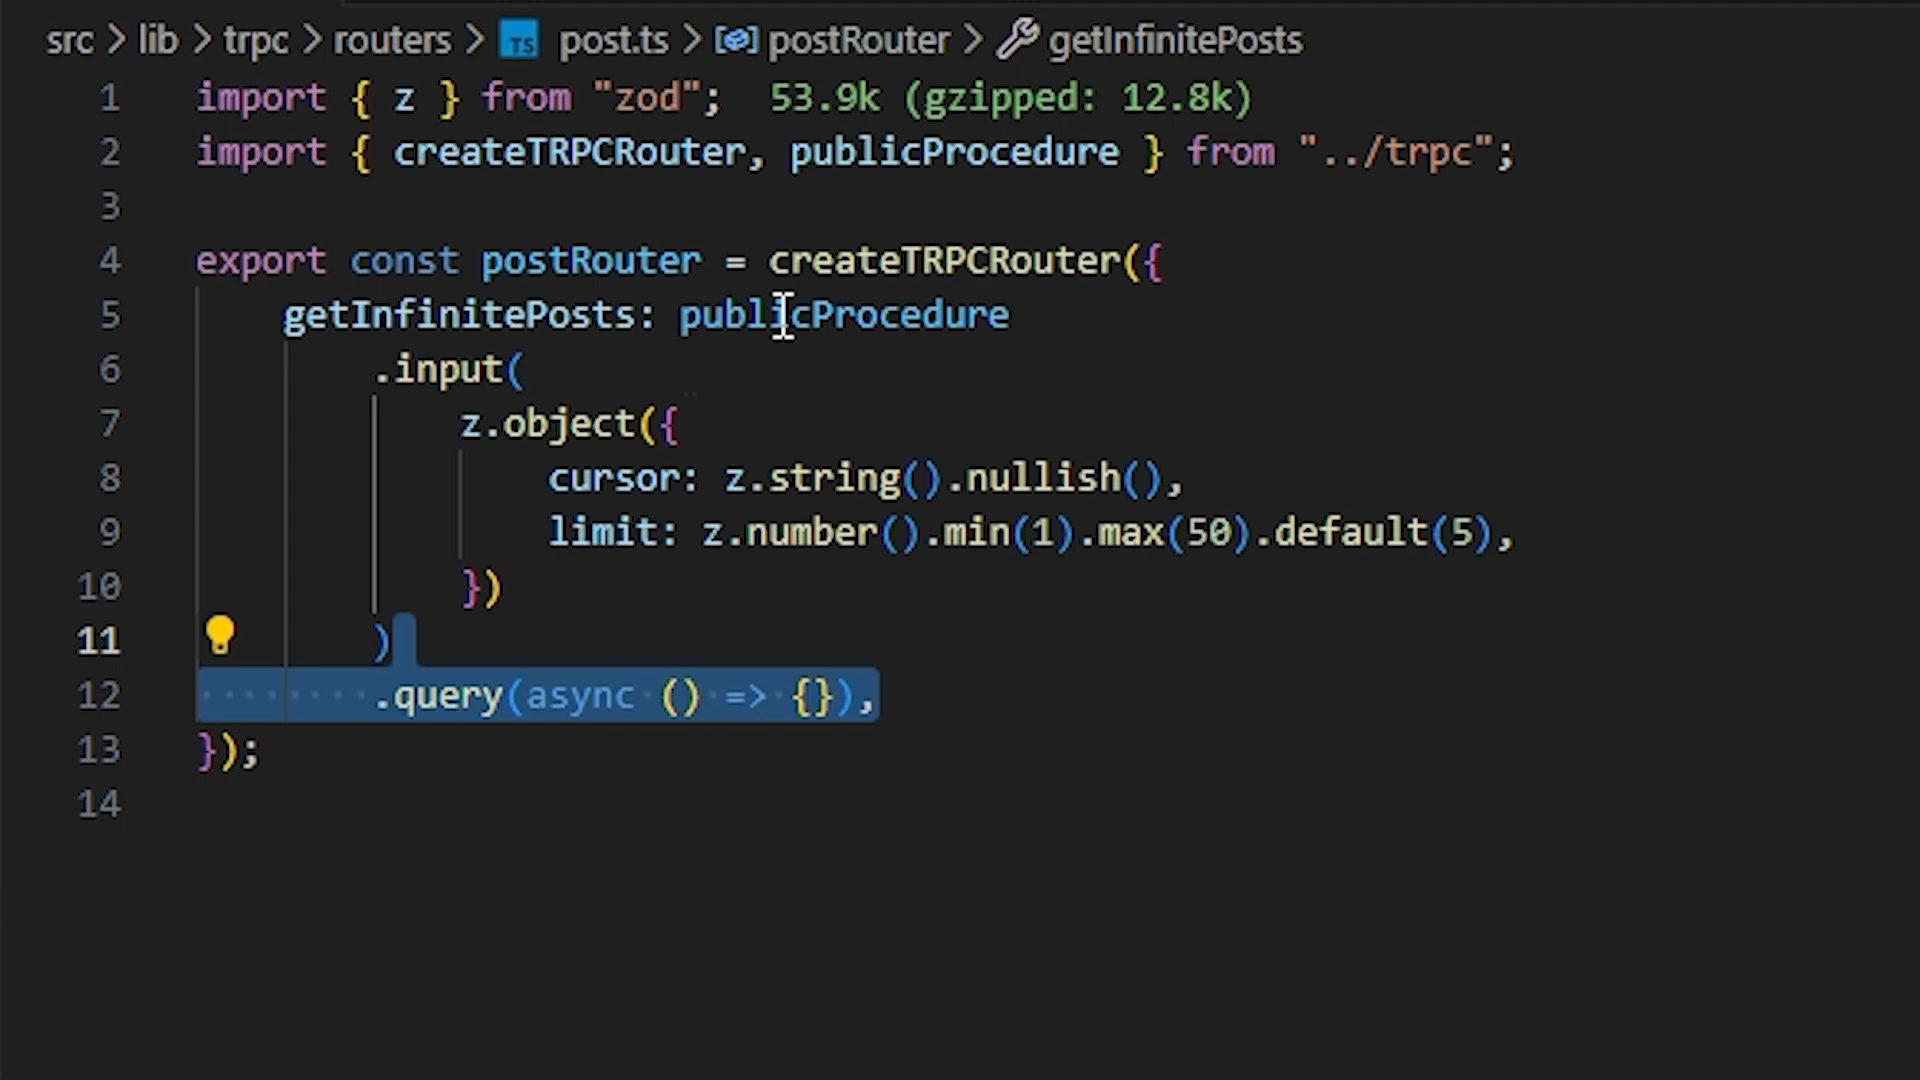 src > lib > trpc > routers > TS post.ts > postRouter > getInfinitePosts
1 import { z } from "zod"; 53.9k (gzipped: 12.8k)
2 import { createTRPCRouter, publicProcedure } from "../trpc";
3
4 export const postRouter = createTRPCRouter({
5 getInfinitePosts: publicProcedure
6 .input(
7 z.object({
8 cursor: z.string().nullish(),
9 limit: z.number().min(1).max(50).default(5),
10 })
11 )
12 .query(async () => {}),
13 });
14